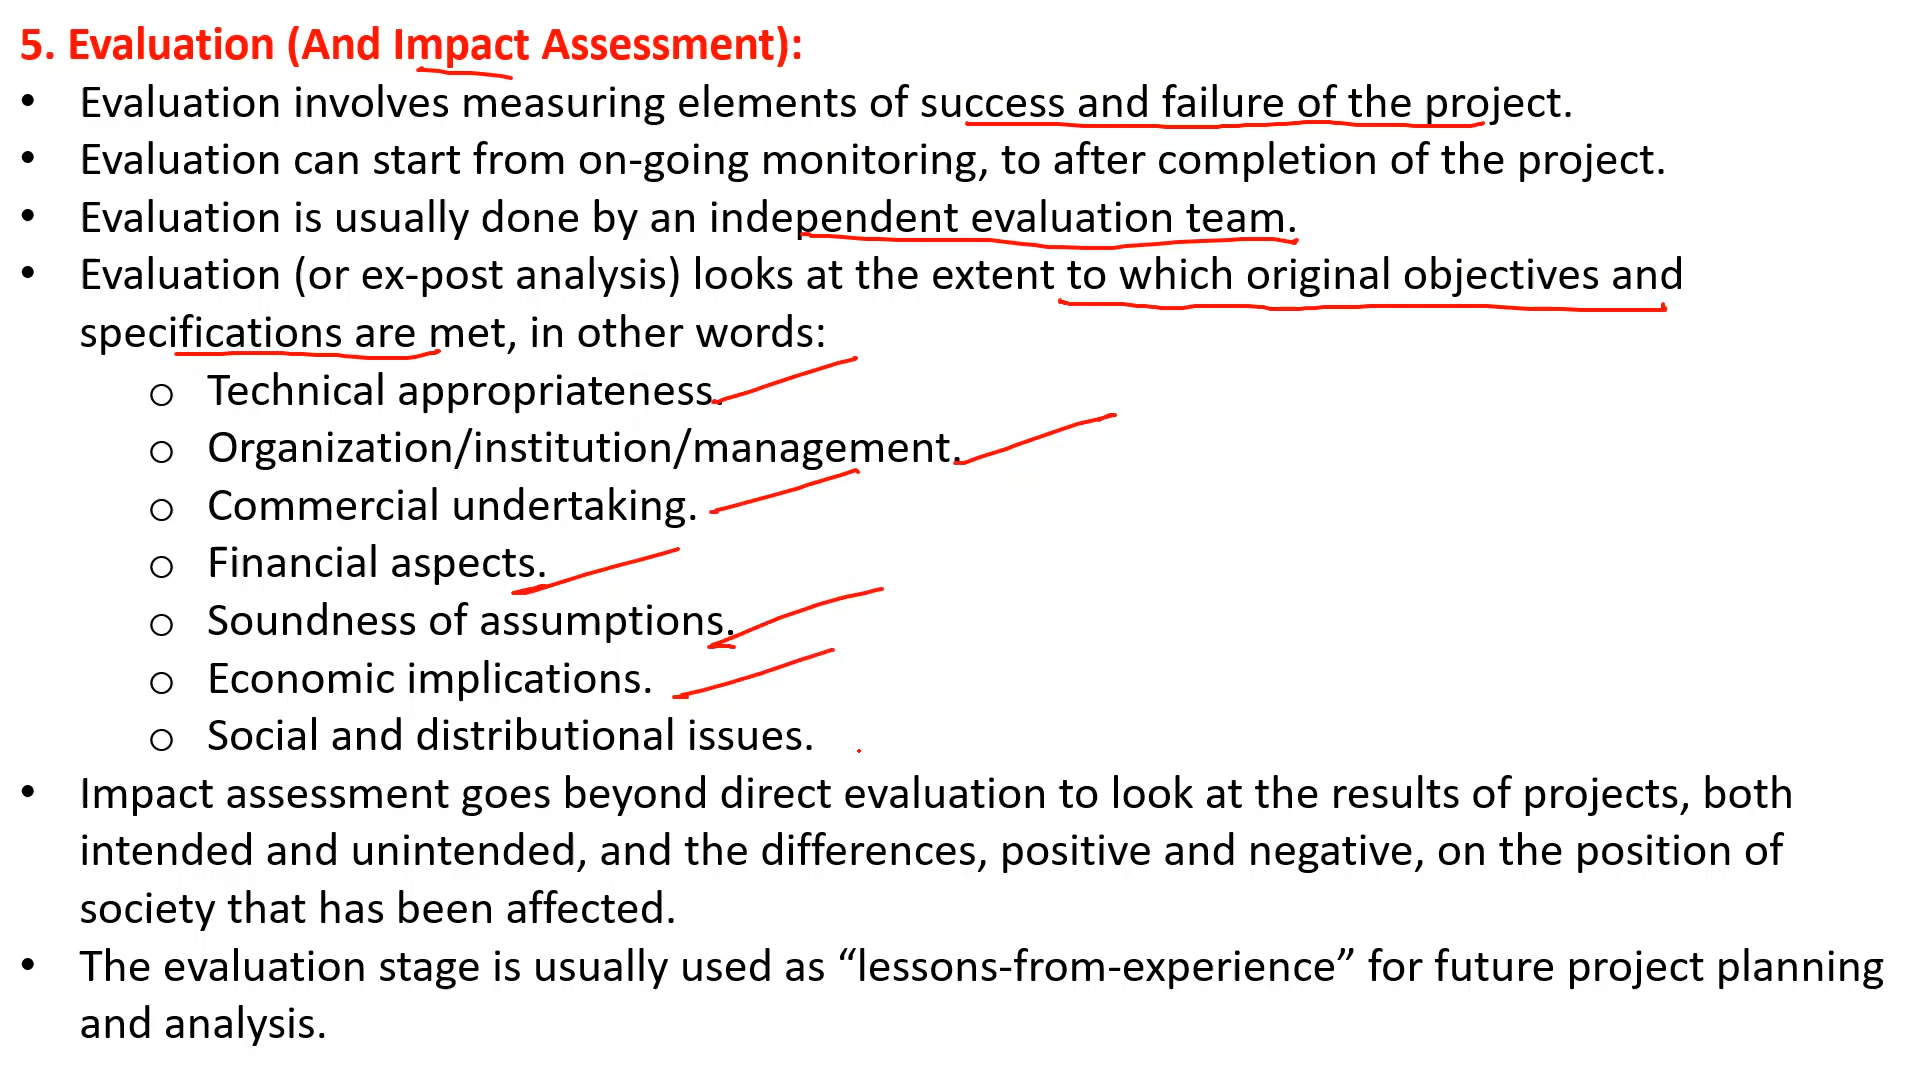 5. Evaluation (And Impact Assessment):
• Evaluation involves measuring elements of success and failure of the project.
• Evaluation can start from on-going monitoring, to after completion of the project.
• Evaluation is usually done by an independent evaluation team.
• Evaluation (or ex-post analysis) looks at the extent to which original objectives and
specifications are met, in other words:
o Technical appropriateness.
o Organization/institution/management.
o Commercial undertaking.
o Financial aspects.
o Soundness of assumptions.
o Economic implications.
o Social and distributional issues.
• Impact assessment goes beyond direct evaluation to look at the results of projects, both
intended and unintended, and the differences, positive and negative, on the position of
society that has been affected.
• The evaluation stage is usually used as “lessons-from-experience” for future project planning
and analysis.